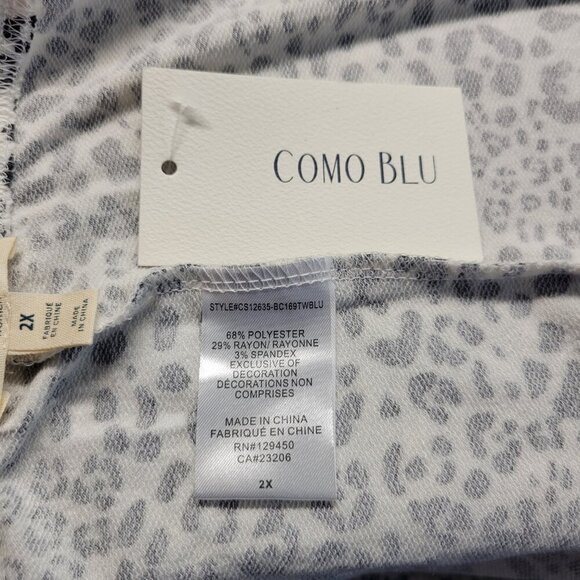 COMO BLU
2X
FABRIQUÉ
EN CHINE
MADE
IN CHINA
STYLE#CS12635-BC169TWBLU
68% POLYESTER
29% RAYON/ RAYONNE
3% SPANDEX
EXCLUSIVE OF
DECORATION
DÉCORATIONS NON
COMPRISES
MADE IN CHINA
FABRIQUÉ EN CHINE
RN#129450
CA#23206
2X